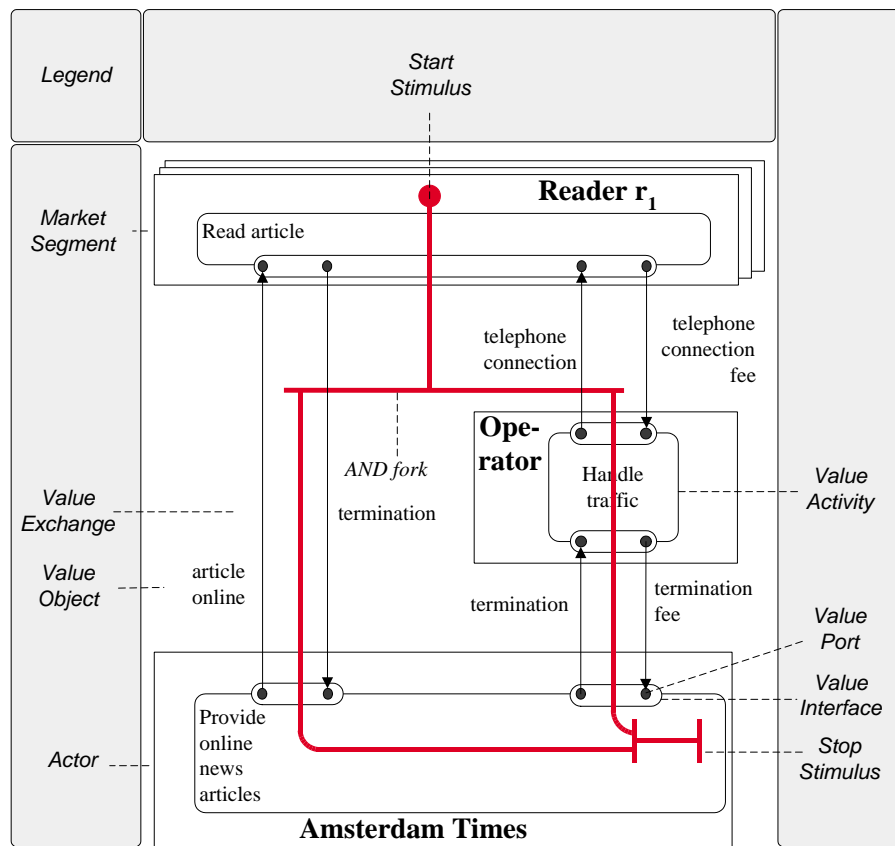 Legend
Start
Stimulus
Market
Segment
Reader r1
Read article
telephone
connection
telephone
connection
fee
Ope-
rator
AND fork
Handle
traffic
Value
Activity
Value
Exchange
termination
Value
Object
article
online
termination
termination
fee
Value
Port
Value
Interface
Provide
online
news
articles
Actor
Stop
Stimulus
Amsterdam Times